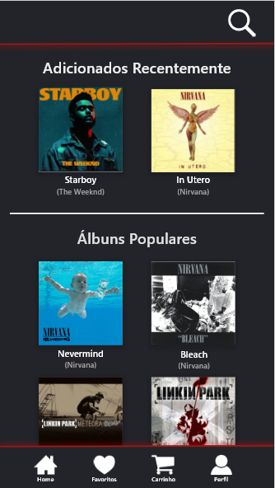 Adicionados Recentemente
STARBOY
THE WEEKND
NIRVANA
IN UTERO
Starboy
(The Weeknd)
In Utero
(Nirvana)
Álbuns Populares
NIRVANA
NIRVANA
"BLEACH"
Nevermind
(Nirvana)
Bleach
(Nirvana)
LINKIN PARK METEORA
LINKIN PARK
Home
Favoritos
Carrinho
Perfil